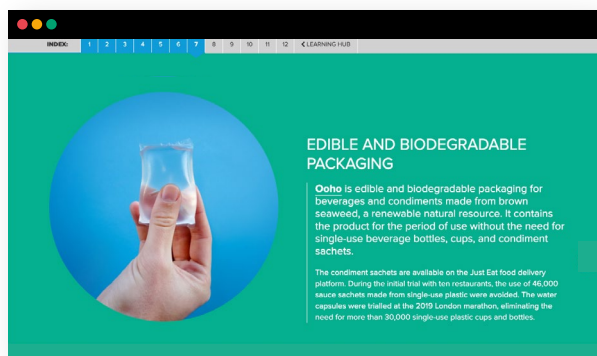 INDEX: 1 2 3 4 5 6 7 8 9 10 11 12 < LEARNING HUB
EDIBLE AND BIODEGRADABLE
PACKAGING
Ooho is edible and biodegradable packaging for
beverages and condiments made from brown
seaweed, a renewable natural resource. It contains
the product for the period of use without the need for
single-use beverage bottles, cups, and condiment
sachets.
The condiment sachets are available on the Just Eat food delivery
platform. During the initial trial with ten restaurants, the use of 46,000
sauce sachets made from single-use plastic were avoided. The water
capsules were trialled at the 2019 London marathon, eliminating the
need for more than 30,000 single-use plastic cups and bottles.